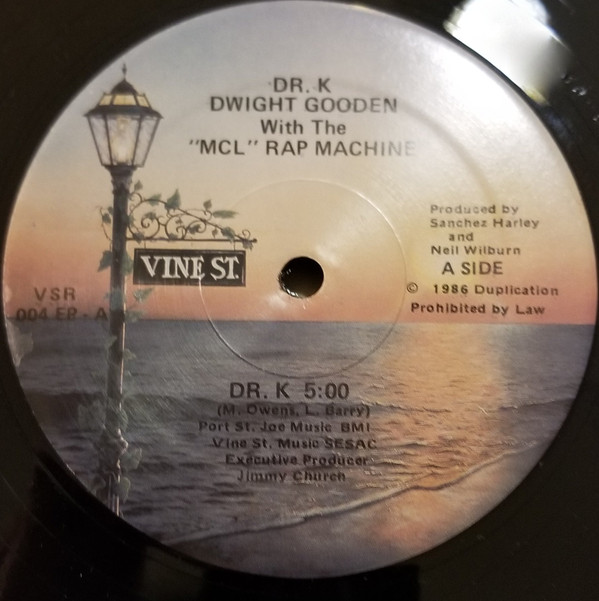 DR. K
DWIGHT GOODEN
With The
"MCL" RAP MACHINE
Produced by
Sanchez Harley
and
Neil Wilburn
A SIDE
© 1986 Duplication
Prohibited by Law
VINE ST.
VSR
004 EP - A
DR. K 5:00
(M. Owens, L. Barry)
Port St. Joe Music BMI
Vine St. Music SESAC
Executive Producer
Jimmy Church